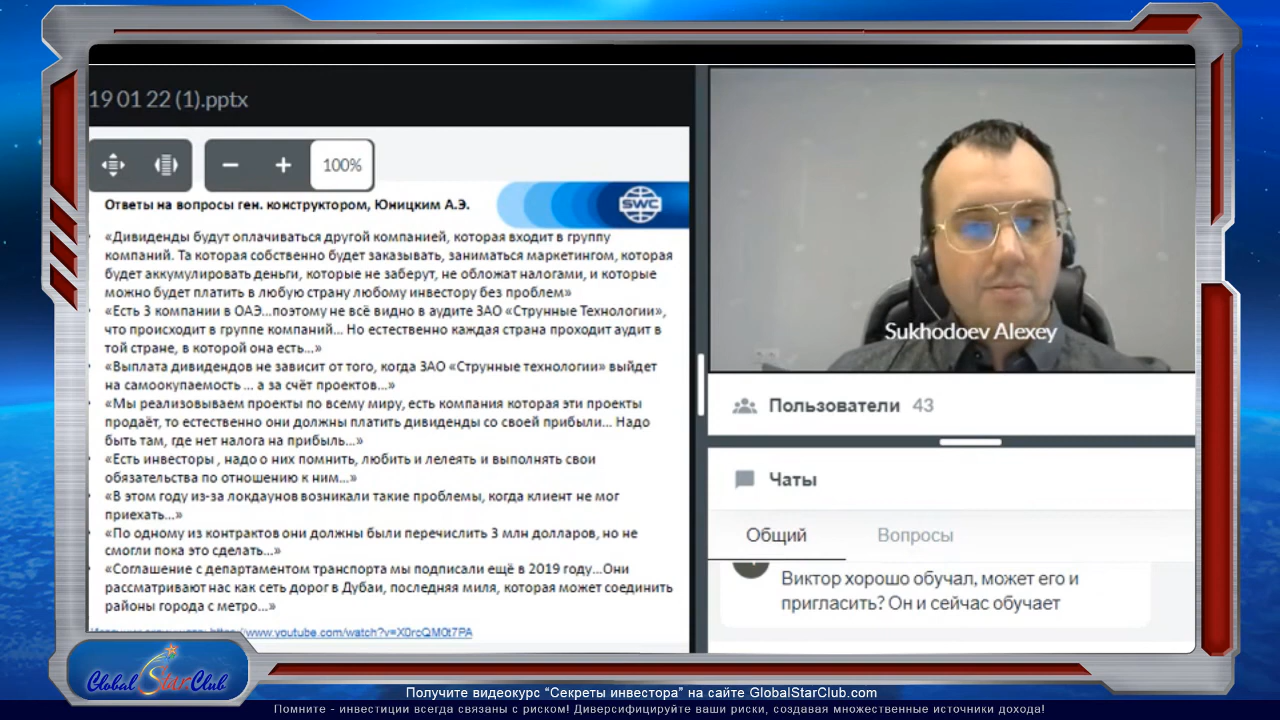 19 01 22 (1).pptx
100%
Ответы на вопросы ген. конструктором, Юницким А.Э.
SWC
«Дивиденды будут оплачиваться другой компанией, которая входит в группу
компаний. Та которая собственно будет заказывать, заниматься маркетингом, которая
будет аккумулировать деньги, которые не заберут, не обложат налогами, и которые
можно будет платить в любую страну любому инвестору без проблем»
«Есть 3 компании в ОАЭ...поэтому не всё видно в аудите ЗАО «Струнные Технологии»,
что происходит в группе компаний... Но естественно каждая страна проходит аудит в
той стране, в которой она есть...»
«Выплата дивидендов не зависит от того, когда ЗАО «Струнные технологии» выйдет
на самоокупаемость ... а за счёт проектов...»
«Мы реализовываем проекты по всему миру, есть компания которая эти проекты
продаёт, то естественно они должны платить дивиденды со своей прибыли... Надо
быть там, где нет налога на прибыль...»
«Есть инвесторы , надо о них помнить, любить и лелеять и выполнять свои
обязательства по отношению к ним...»
«В этом году из-за локдаунов возникали такие проблемы, когда клиент не мог
приехать...»
«По одному из контрактов они должны были перечислить 3 млн долларов, но не
смогли пока это сделать...»
«Соглашение с департаментом транспорта мы подписали ещё в 2019 году...Они
рассматривают нас как сеть дорог в Дубаи, последняя миля, которая может соединить
районы города с метро...»
https://www.youtube.com/watch?v=X0rcQM0t7PA
Sukhodoev Alexey
Пользователи 43
Чаты
Общий Вопросы
Виктор хорошо обучал, может его и
пригласить? Он и сейчас обучает
Global Star Club
Получите видеокурс “Секреты инвестора” на сайте GlobalStarClub.com
Помните - инвестиции всегда связаны с риском! Диверсифицируйте ваши риски, создавая множественные источники дохода!